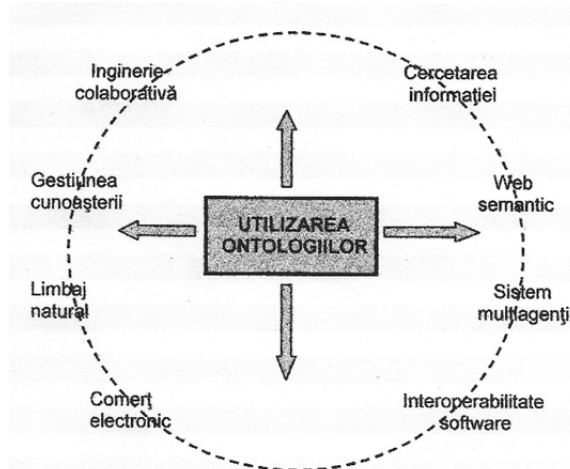 Inginerie
colaborativă
Cercetarea
informației
Gestiunea
cunoașterii
UTILIZAREA
ONTOLOGIILOR
Web
semantic
Limbaj
natural
Sistem
multiagenți
Comerț
electronic
Interoperabilitate
software